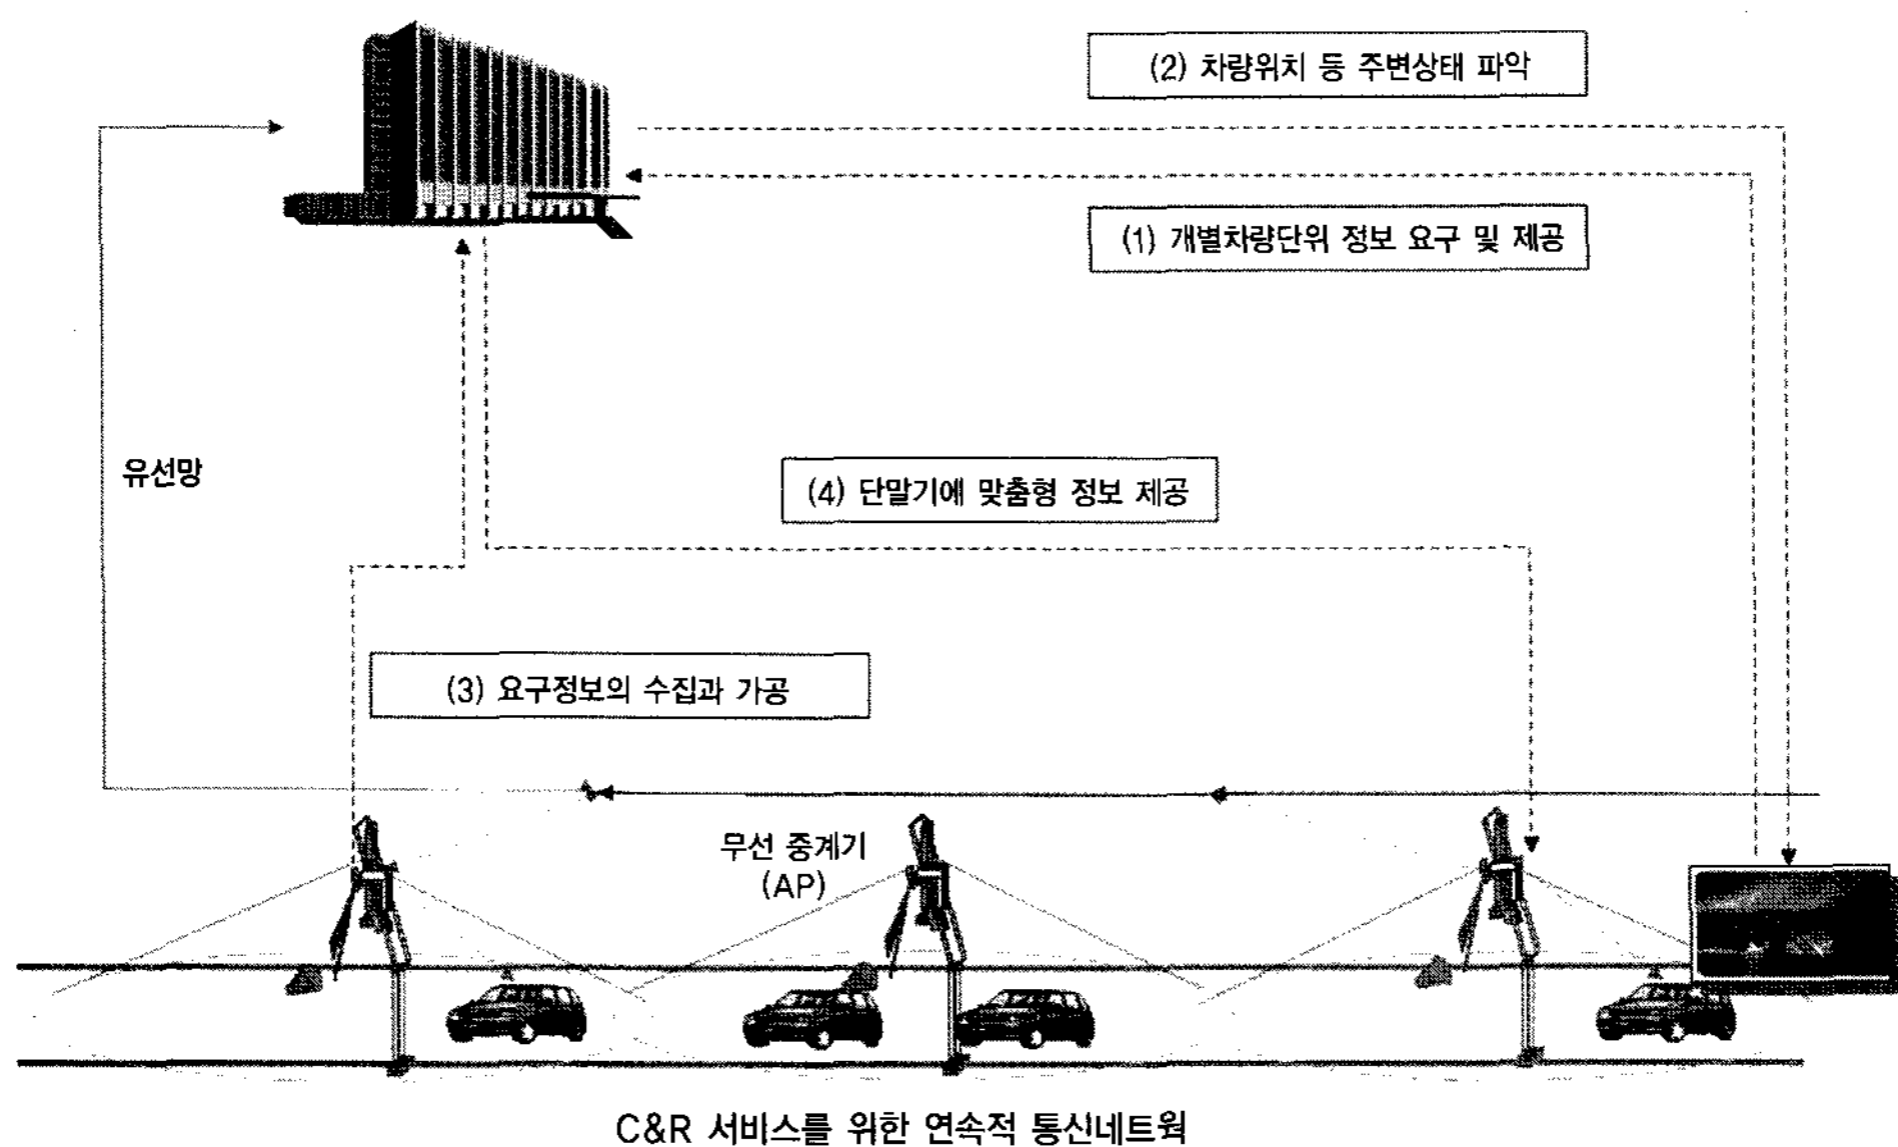 (2) 차량위치 등 주변상태 파악
(1) 개별차량단위 정보 요구 및 제공
유선망
(4) 단말기에 맞춤형 정보 제공
(3) 요구정보의 수집과 가공
무선 중계기
(AP)
C&R 서비스를 위한 연속적 통신네트웍